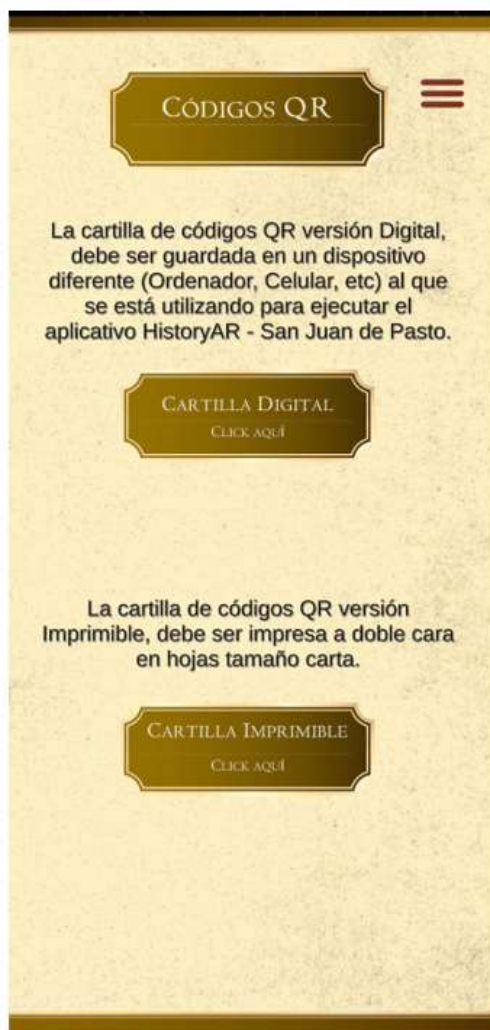 CÓDIGOS QR
La cartilla de códigos QR versión Digital,
debe ser guardada en un dispositivo
diferente (Ordenador, Celular, etc) al que
se está utilizando para ejecutar el
aplicativo HistoryAR - San Juan de Pasto.
CARTILLA DIGITAL
CLICK AQUÍ
La cartilla de códigos QR versión
Imprimible, debe ser impresa a doble cara
en hojas tamaño carta.
CARTILLA IMPRIMIBLE
CLICK AQUÍ